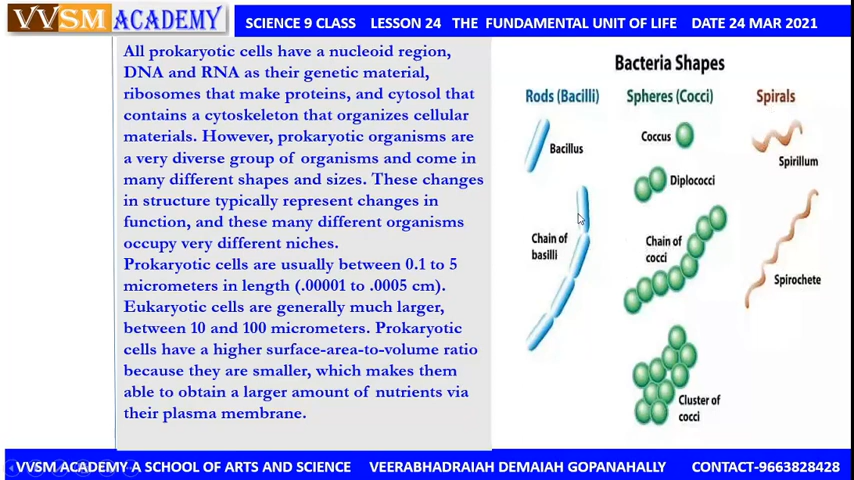 VVSM ACADEMY
SCIENCE 9 CLASS LESSON 24 THE FUNDAMENTAL UNIT OF LIFE DATE 24 MAR 2021
All prokaryotic cells have a nucleoid region,
DNA and RNA as their genetic material,
ribosomes that make proteins, and cytosol that
contains a cytoskeleton that organizes cellular
materials. However, prokaryotic organisms are
a very diverse group of organisms and come in
many different shapes and sizes. These changes
in structure typically represent changes in
function, and these many different organisms
occupy very different niches.
Prokaryotic cells are usually between 0.1 to 5
micrometers in length (.00001 to .0005 cm).
Eukaryotic cells are generally much larger,
between 10 and 100 micrometers. Prokaryotic
cells have a higher surface-area-to-volume ratio
because they are smaller, which makes them
able to obtain a larger amount of nutrients via
their plasma membrane.
Bacteria Shapes
Rods (Bacilli)
Bacillus
Chain of
basilli
Spheres (Cocci)
Coccus
Diplococci
Chain of
cocci
Cluster of
cocci
Spirals
Spirillum
Spirochete
VVSM ACADEMY A SCHOOL OF ARTS AND SCIENCE VEERABHADRAIAH DEMAIAH GOPANAHALLY CONTACT-9663828428